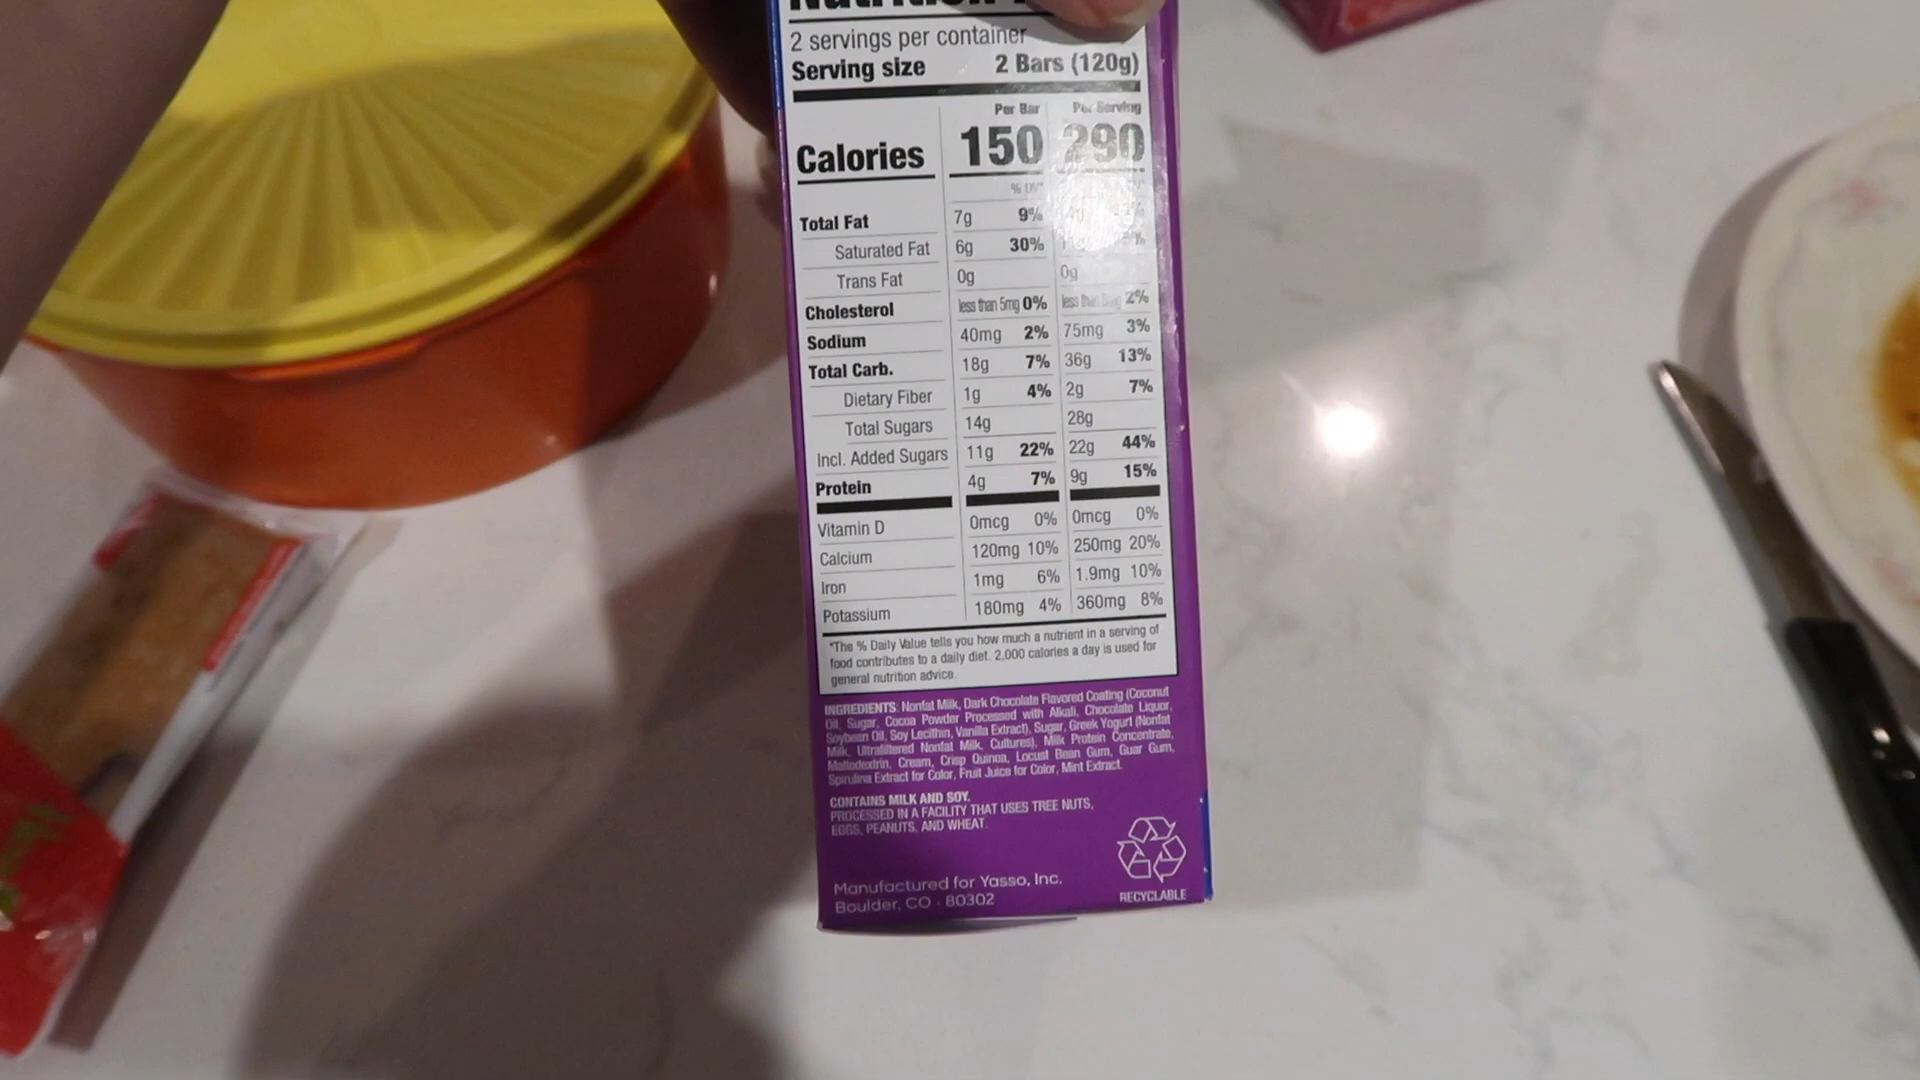 Nutrition
2 servings per container
Serving size 2 Bars (120g)
Per Bar Per Serving
Calories 150 290
% DV*
Total Fat 7g 9%
Saturated Fat 6g 30%
Trans Fat 0g 0g
Cholesterol less than 5mg 0% less than 2%
Sodium 40mg 2% 75mg 3%
Total Carb. 18g 7% 36g 13%
Dietary Fiber 1g 4% 2g 7%
Total Sugars 14g 28g
Incl. Added Sugars 11g 22% 22g 44%
Protein 4g 7% 9g 15%
Vitamin D 0mcg 0% 0mcg 0%
Calcium 120mg 10% 250mg 20%
Iron 1mg 6% 1.9mg 10%
Potassium 180mg 4% 360mg 8%
*The % Daily Value tells you how much a nutrient in a serving of
food contributes to a daily diet. 2,000 calories a day is used for
general nutrition advice.
INGREDIENTS: Nonfat Milk, Dark Chocolate Flavored Coating (Coconut
Oil, Sugar, Cocoa Powder Processed with Alkali, Chocolate Liquor,
Soybean Oil, Soy Lecithin, Vanilla Extract), Sugar, Greek Yogurt (Nonfat
Milk, Ultrafiltered Nonfat Milk, Cultures), Milk Protein Concentrate,
Maltodextrin, Cream, Crisp Quinoa, Locust Bean Gum, Guar Gum,
Spirulina Extract for Color, Fruit Juice for Color, Mint Extract.
CONTAINS MILK AND SOY.
PROCESSED IN A FACILITY THAT USES TREE NUTS,
EGGS, PEANUTS, AND WHEAT.
Manufactured for Yasso, Inc.
Boulder, CO - 80302
RECYCLABLE